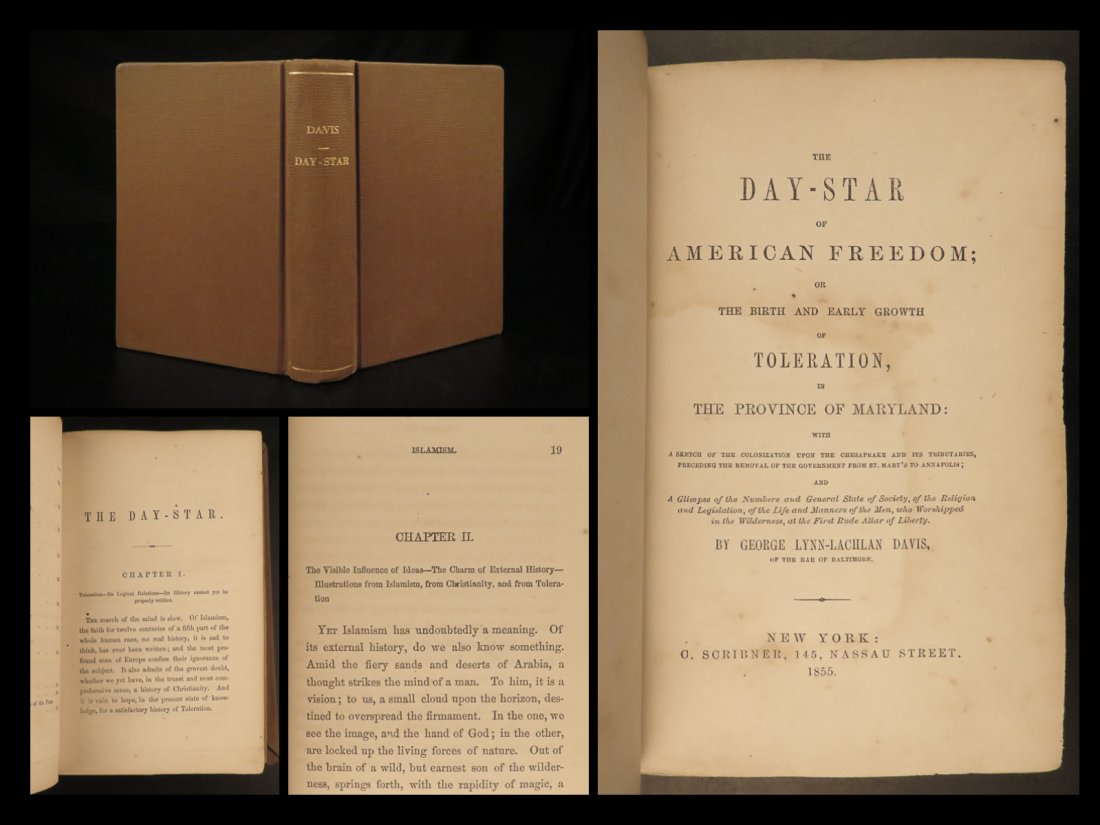 DAVIS
DAY-STAR
THE
DAY-STAR
OF
AMERICAN FREEDOM;
OR
THE BIRTH AND EARLY GROWTH
OF
TOLERATION,
IN
THE PROVINCE OF MARYLAND:
WITH
A SKETCH OF THE COLONIZATION UPON THE CHESAPEAKE AND ITS TRIBUTARIES,
PRECEDING THE REMOVAL OF THE GOVERNMENT FROM ST. MARY'S TO ANNAPOLIS;
AND
A Glimpse of the Numbers and General State of Society, of the Religion
and Legislation, of the Life and Manners of the Men, who Worshipped
in the Wilderness, at the First Rude Altar of Liberty.
BY GEORGE LYNN-LACHLAN DAVIS,
OF THE BAR OF BALTIMORE.
NEW YORK:
C. SCRIBNER, 145, NASSAU STREET.
1855.
THE DAY-STAR.
CHAPTER I.
Toleration—Its Logical Relations—Its History cannot yet be
properly written.
THE march of the mind is slow. Of Islamism,
the faith for twelve centuries of a fifth part of the
whole human race, no real history, it is sad to
think, has ever been written; and the most pro-
found men of Europe confess their ignorance of
the subject. It also admits of the gravest doubt,
whether we yet have, in the truest and most com-
prehensive sense, a history of Christianity. And
it is vain to hope, in the present state of know-
ledge, for a satisfactory history of Toleration.
ISLAMISM. 19
CHAPTER II.
The Visible Influence of Ideas—The Charm of External History—
Illustrations from Islamism, from Christianity, and from Tolera-
tion
YET Islamism has undoubtedly a meaning. Of
its external history, do we also know something.
Amid the fiery sands and deserts of Arabia, a
thought strikes the mind of a man. To him, it is a
vision; to us, a small cloud upon the horizon, des-
tined to overspread the firmament. In the one, we
see the image, and the hand of God; in the other,
are locked up the living forces of nature. Out of
the brain of a wild, but earnest son of the wilder-
ness, springs forth, with the rapidity of magic, a